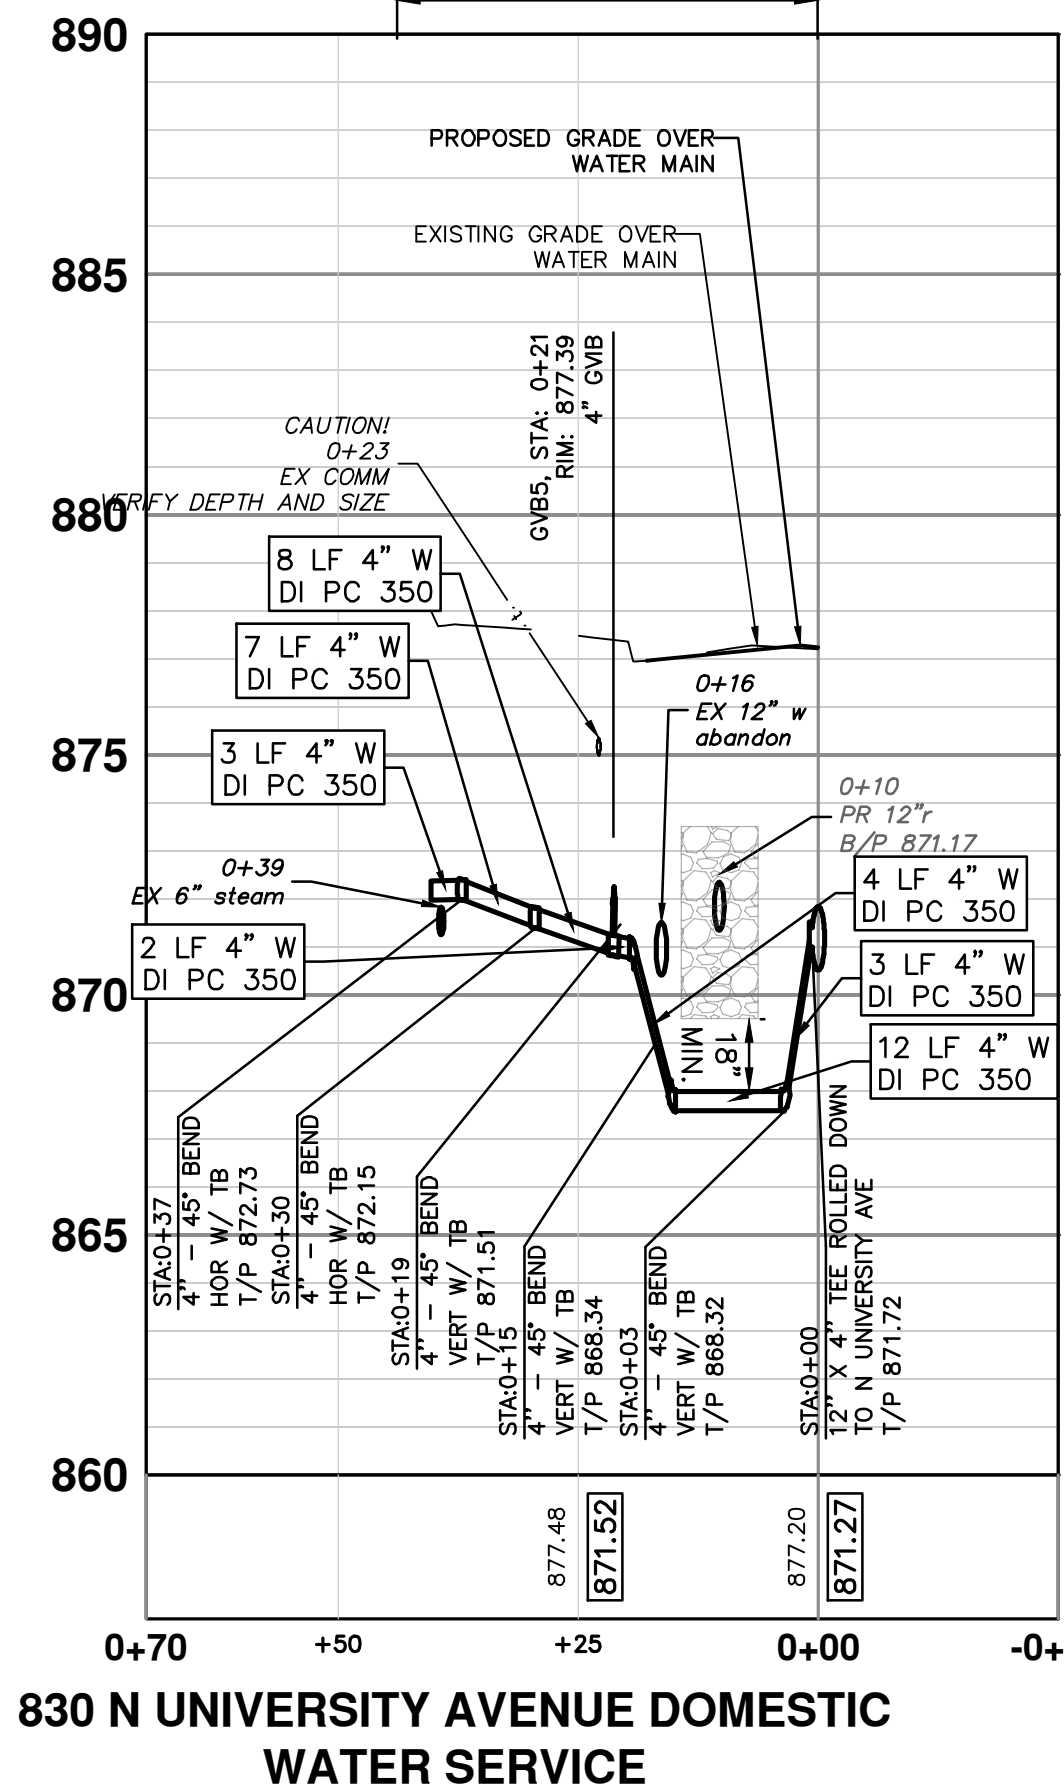 890
PROPOSED GRADE OVER
WATER MAIN
EXISTING GRADE OVER
WATER MAIN
885
GVB5, STA: 0+21
RIM: 877.39
4" GVIB
CAUTION!
0+23
EX COMM
VERIFY DEPTH AND SIZE
880
8 LF 4" W
DI PC 350
7 LF 4" W
DI PC 350
0+16
EX 12" w
abandon
875
3 LF 4" W
DI PC 350
0+10
PR 12"r
B/P 871.17
0+39
EX 6" steam
4 LF 4" W
DI PC 350
2 LF 4" W
DI PC 350
3 LF 4" W
DI PC 350
870
18"
MIN.
12 LF 4" W
DI PC 350
STA:0+37
4" - 45° BEND
HOR W/ TB
T/P 872.73
STA:0+30
4" - 45° BEND
HOR W/ TB
T/P 872.15
STA:0+19
4" - 45° BEND
VERT W/ TB
T/P 871.51
STA:0+15
4" - 45° BEND
VERT W/ TB
T/P 868.34
STA:0+03
4" - 45° BEND
VERT W/ TB
T/P 868.32
STA:0+00
12" X 4" TEE ROLLED DOWN
TO N UNIVERSITY AVE
T/P 871.72
865
860
877.48
871.52
877.20
871.27
0+70
+50
+25
0+00
-0+
830 N UNIVERSITY AVENUE DOMESTIC
WATER SERVICE